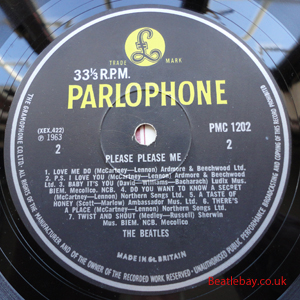 £
TRADE MARK
33⅓ R.P.M.
PARLOPHONE
(XEX.422)
℗ 1963
2
PMC 1202
2
PLEASE PLEASE ME
1. LOVE ME DO (McCartney—Lennon) Ardmore & Beechwood Ltd.
2. P.S. I LOVE YOU (McCartney—Lennon) Ardmore & Beechwood
Ltd. 3. BABY IT'S YOU (David—Williams—Bacharach) Ludix Mus.
BIEM. Mecolico. NCB. 4. DO YOU WANT TO KNOW A SECRET
(McCartney—Lennon) Northern Songs Ltd. 5. A TASTE OF
HONEY (Scott—Marlow) Ambassador Mus. Ltd. 6. THERE'S
A PLACE (McCartney—Lennon) Northern Songs Ltd.
7. TWIST AND SHOUT (Medley—Russell) Sherwin
Mus. BIEM. NCB. Mecolico
THE BEATLES
MADE IN GT. BRITAIN
THE GRAMOPHONE CO LTD. ALL RIGHTS OF THE MANUFACTURER AND OF THE OWNER OF THE RECORDED WORK RESERVED · UNAUTHORISED PUBLIC PERFORMANCE, BROADCASTING AND COPYING OF THIS RECORD PROHIBITED
Beatlebay.co.uk